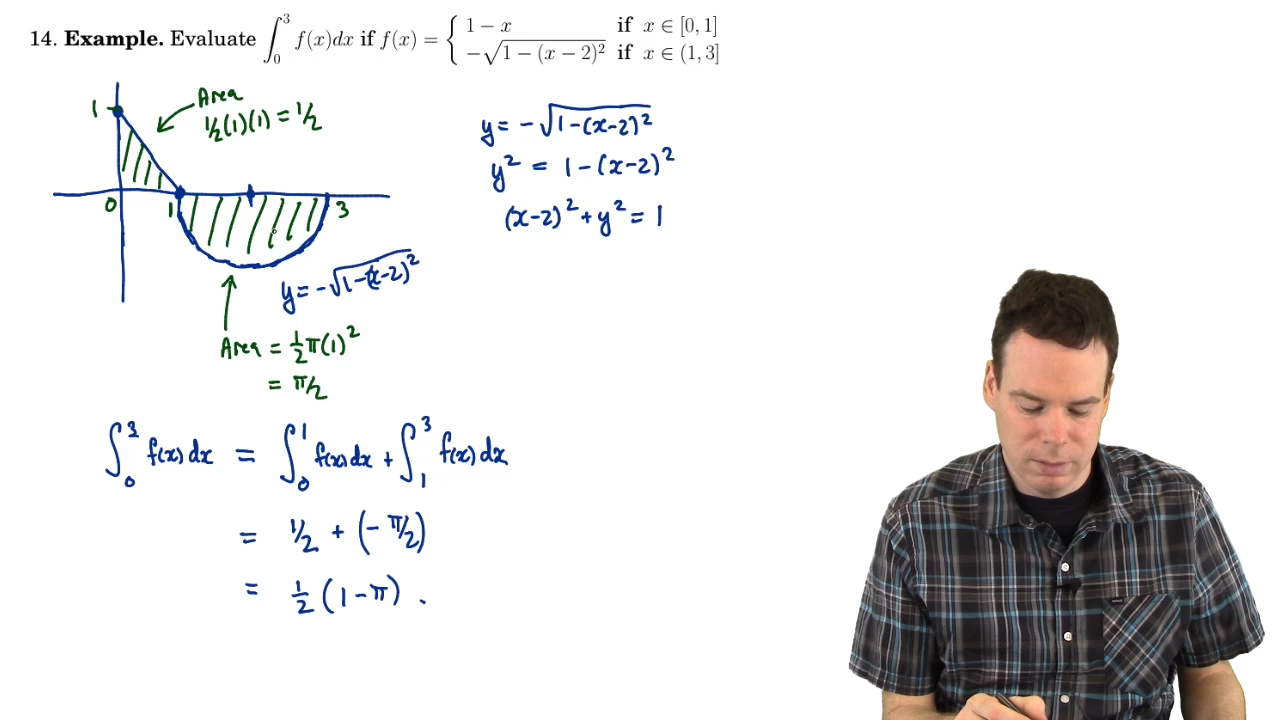 14. Example. Evaluate ∫₀³ f(x)dx if f(x) = { 1 − x if x ∈ [0, 1]
−√(1 − (x − 2)²) if x ∈ (1, 3]
1
Area
½(1)(1) = ½
0 1 3
y = −√(1−(x−2)²)
Area = ½π(1)²
= π/2
y = −√(1−(x−2)²)
y² = 1−(x−2)²
(x−2)² + y² = 1
∫₀³ f(x)dx = ∫₀¹ f(x)dx + ∫₁³ f(x)dx
= ½ + (−π/2)
= ½(1−π).